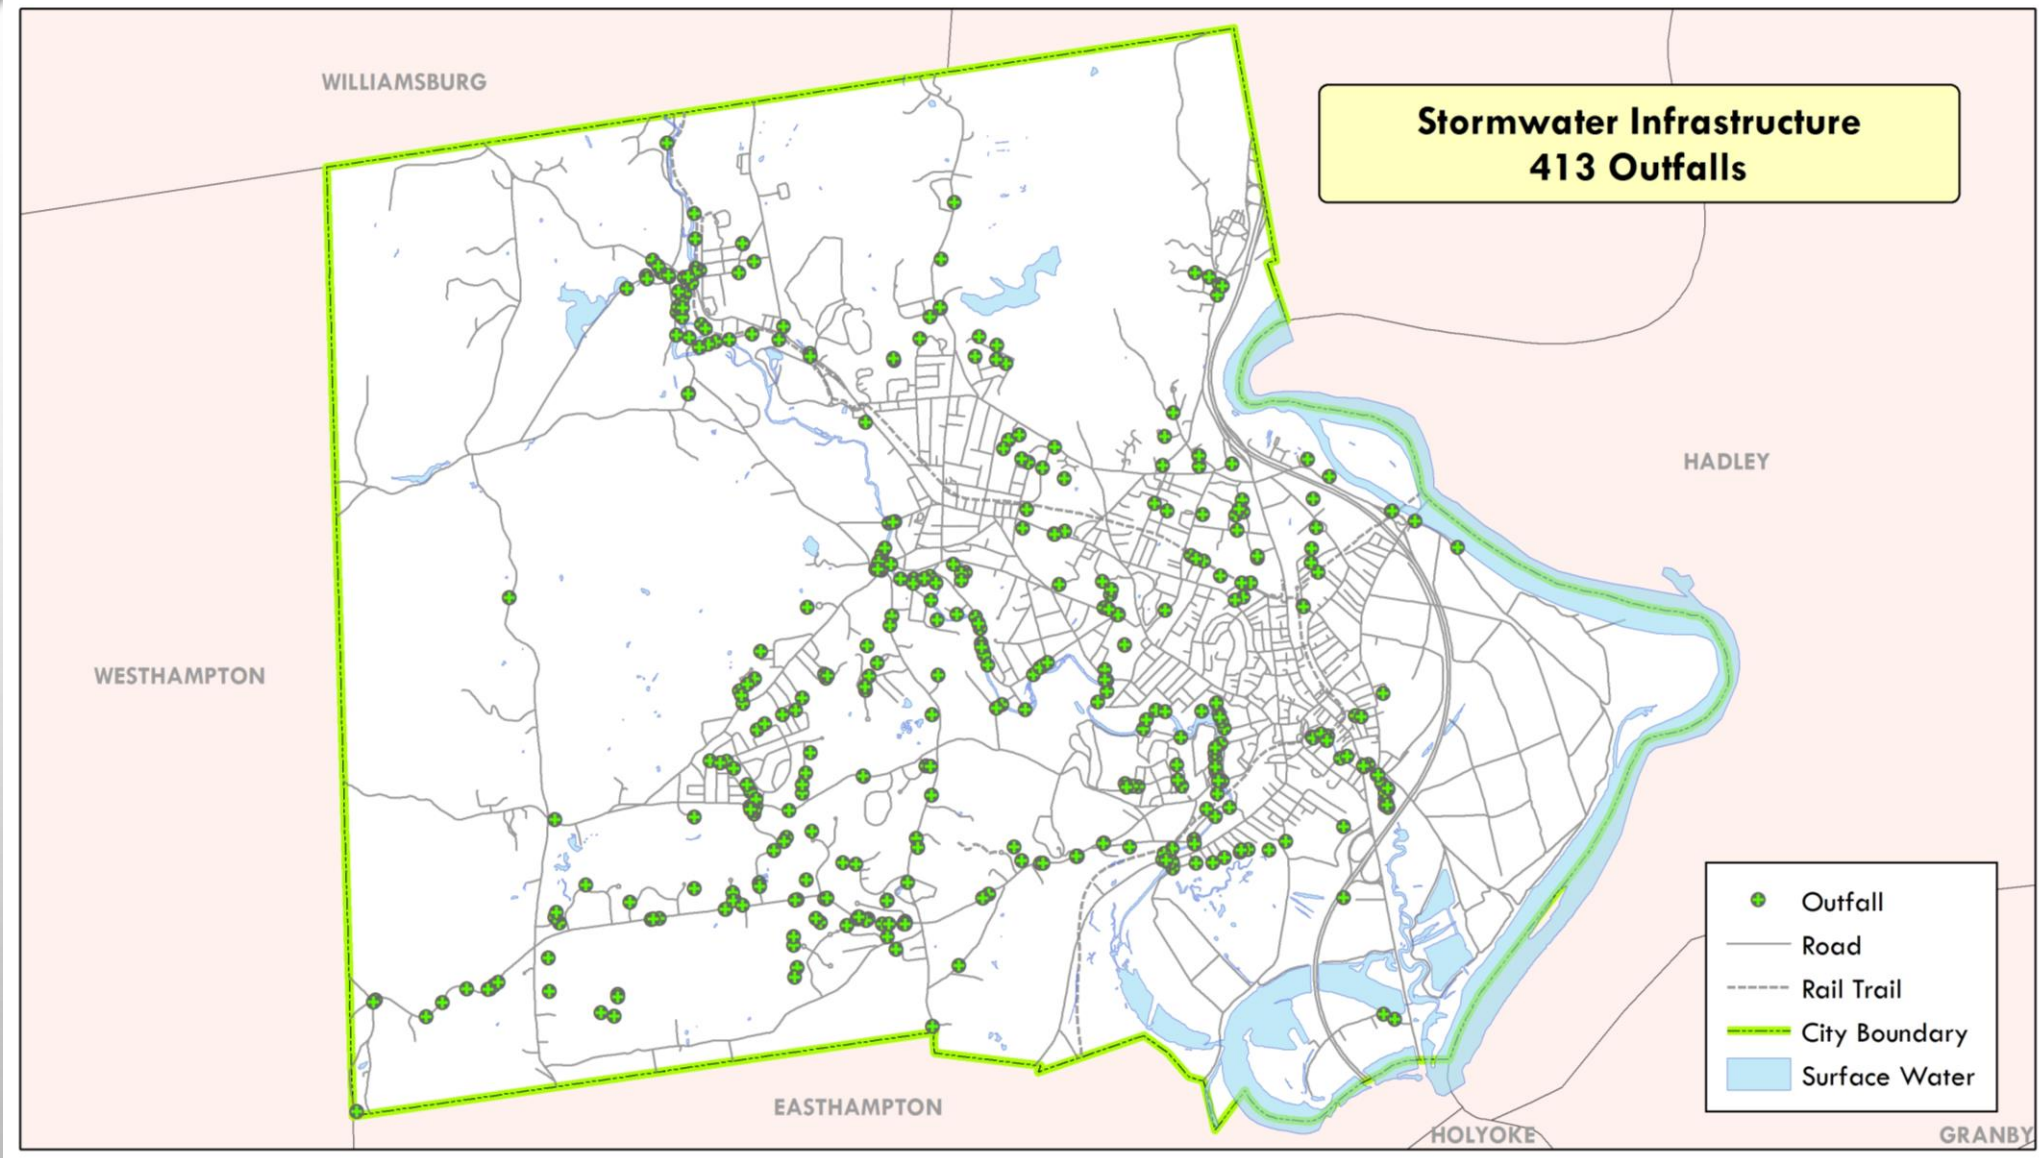 WILLIAMSBURG
Stormwater Infrastructure
413 Outfalls
HADLEY
WESTHAMPTON
Outfall
Road
Rail Trail
City Boundary
Surface Water
EASTHAMPTON
HOLYOKE
GRANBY